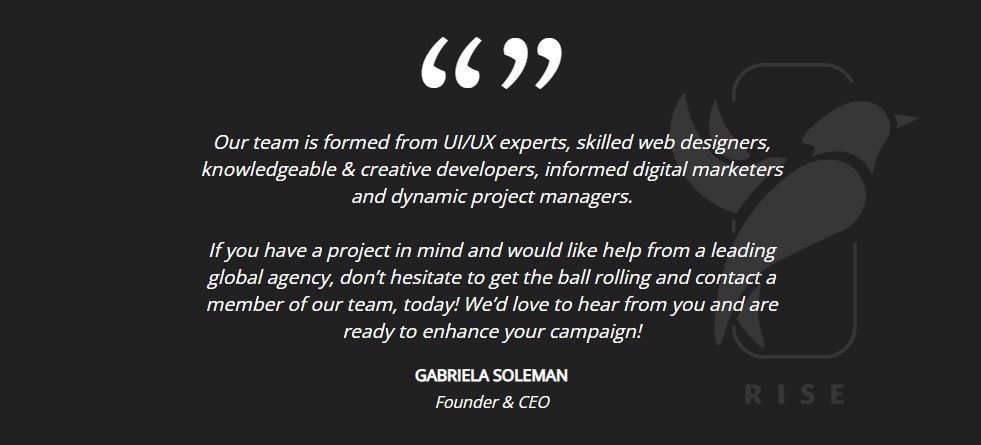 “ ”
Our team is formed from UI/UX experts, skilled web designers,
knowledgeable & creative developers, informed digital marketers
and dynamic project managers.
If you have a project in mind and would like help from a leading
global agency, don’t hesitate to get the ball rolling and contact a
member of our team, today! We’d love to hear from you and are
ready to enhance your campaign!
GABRIELA SOLEMAN
Founder & CEO
RISE